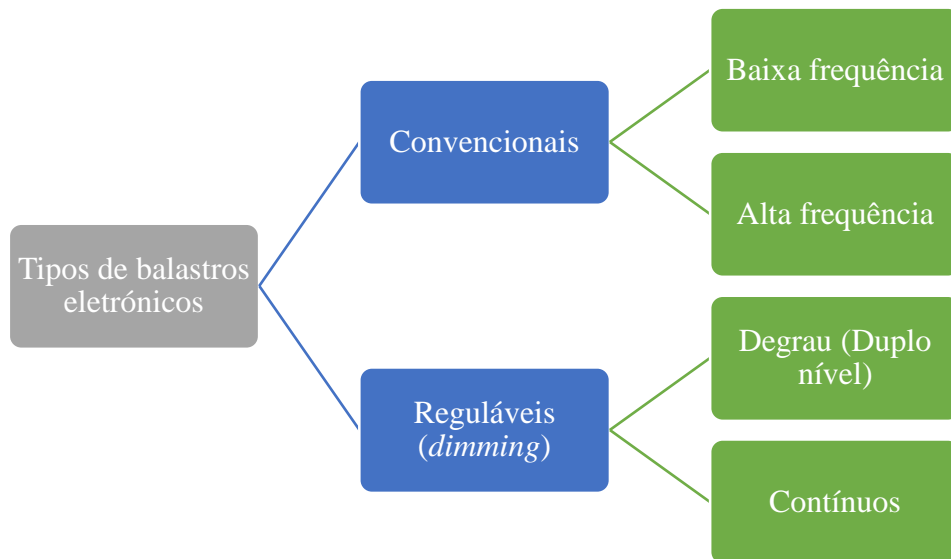 Tipos de balastros
eletrónicos
Convencionais
Baixa frequência
Alta frequência
Reguláveis
(dimming)
Degrau (Duplo
nível)
Contínuos